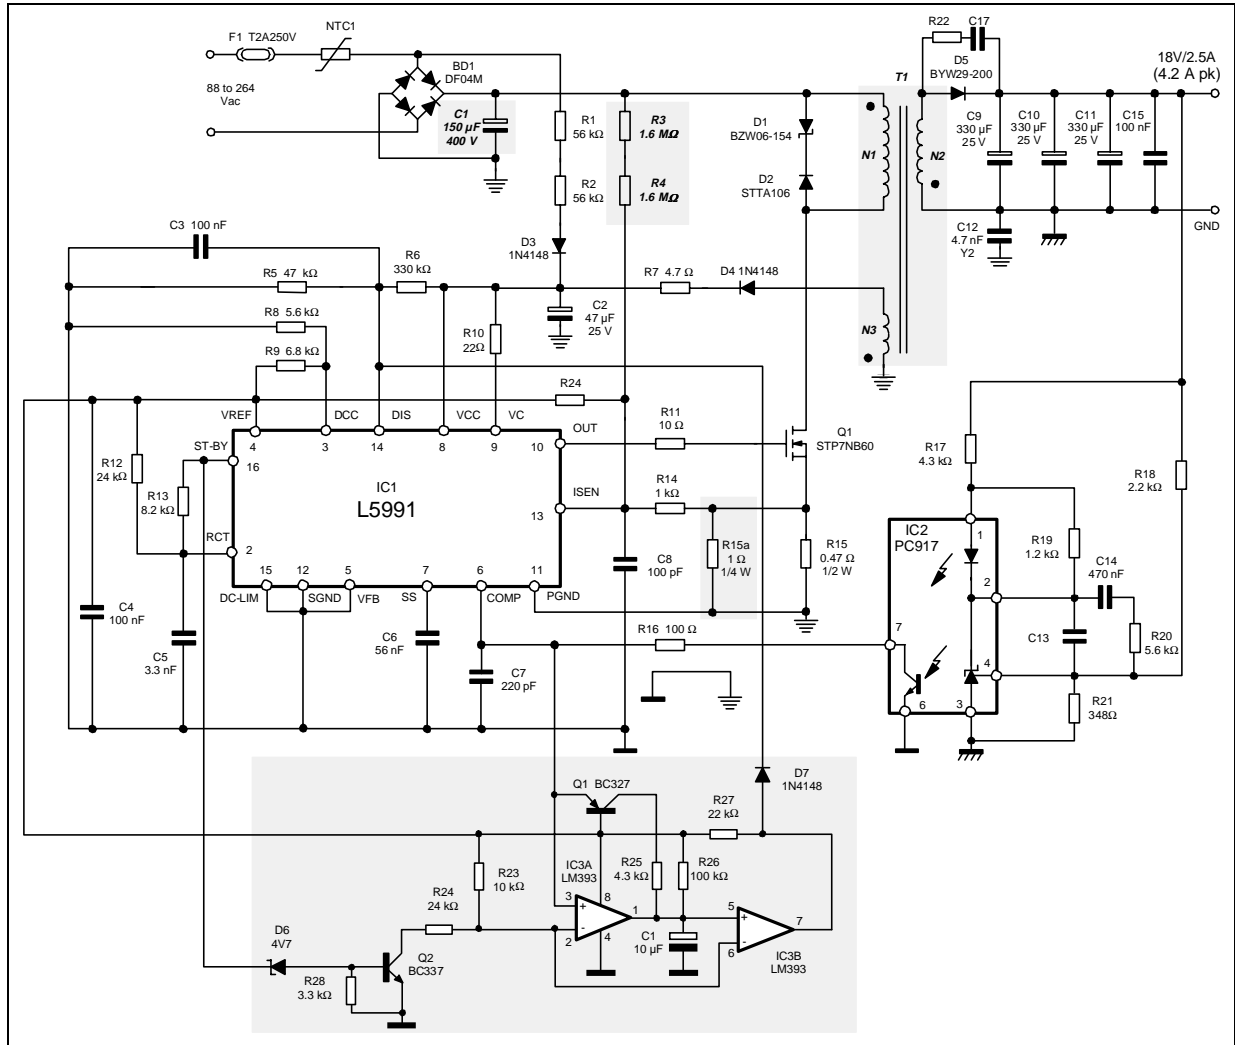 F1 T2A250V
NTC1
88 to 264
Vac
BD1
DF04M
C1
150 µF
400 V
R1
56 kΩ
R2
56 kΩ
R3
1.6 MΩ
R4
1.6 MΩ
D1
BZW06-154
D2
STTA106
T1
N1
N2
N3
R22
C17
D5
BYW29-200
18V/2.5A
(4.2 A pk)
C9
330 µF
25 V
C10
330 µF
25 V
C11
330 µF
25 V
C15
100 nF
GND
C12
4.7 nF
Y2
C3 100 nF
D3
1N4148
R5 47 kΩ
R6
330 kΩ
R7 4.7 Ω
D4 1N4148
C2
47 µF
25 V
R8 5.6 kΩ
R10
22Ω
R9 6.8 kΩ
R24
VREF
DCC
DIS
VCC
VC
OUT
4
3
14
8
9
10
R11
10 Ω
Q1
STP7NB60
ST-BY
16
R12
24 kΩ
R13
8.2 kΩ
RCT
2
IC1
L5991
ISEN
13
R14
1 kΩ
R15a
1 Ω
1/4 W
R15
0.47 Ω
1/2 W
C8
100 pF
15
12
5
7
6
11
DC-LIM
SGND
VFB
SS
COMP
PGND
C4
100 nF
C5
3.3 nF
C6
56 nF
C7
220 pF
R16 100 Ω
R17
4.3 kΩ
R18
2.2 kΩ
IC2
PC917
1
2
R19
1.2 kΩ
C14
470 nF
C13
R20
5.6 kΩ
7
4
6
3
R21
348Ω
Q1 BC327
D7
1N4148
R27
22 kΩ
R23
10 kΩ
IC3A
LM393
R25
4.3 kΩ
R26
100 kΩ
R24
24 kΩ
3
+
8
1
-
2
4
5
+
7
-
6
C1
10 µF
IC3B
LM393
D6
4V7
Q2
BC337
R28
3.3 kΩ